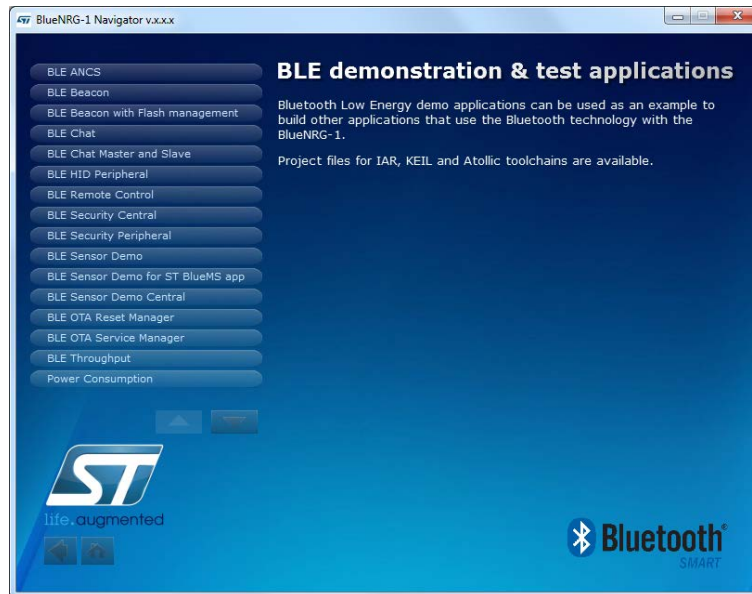 BlueNRG-1 Navigator v.x.x.x
BLE ANCS
BLE Beacon
BLE Beacon with Flash management
BLE Chat
BLE Chat Master and Slave
BLE HID Peripheral
BLE Remote Control
BLE Security Central
BLE Security Peripheral
BLE Sensor Demo
BLE Sensor Demo for ST BlueMS app
BLE Sensor Demo Central
BLE OTA Reset Manager
BLE OTA Service Manager
BLE Throughput
Power Consumption
BLE demonstration & test applications
Bluetooth Low Energy demo applications can be used as an example to
build other applications that use the Bluetooth technology with the
BlueNRG-1.
Project files for IAR, KEIL and Atollic toolchains are available.
ST
life.augmented
Bluetooth®
SMART